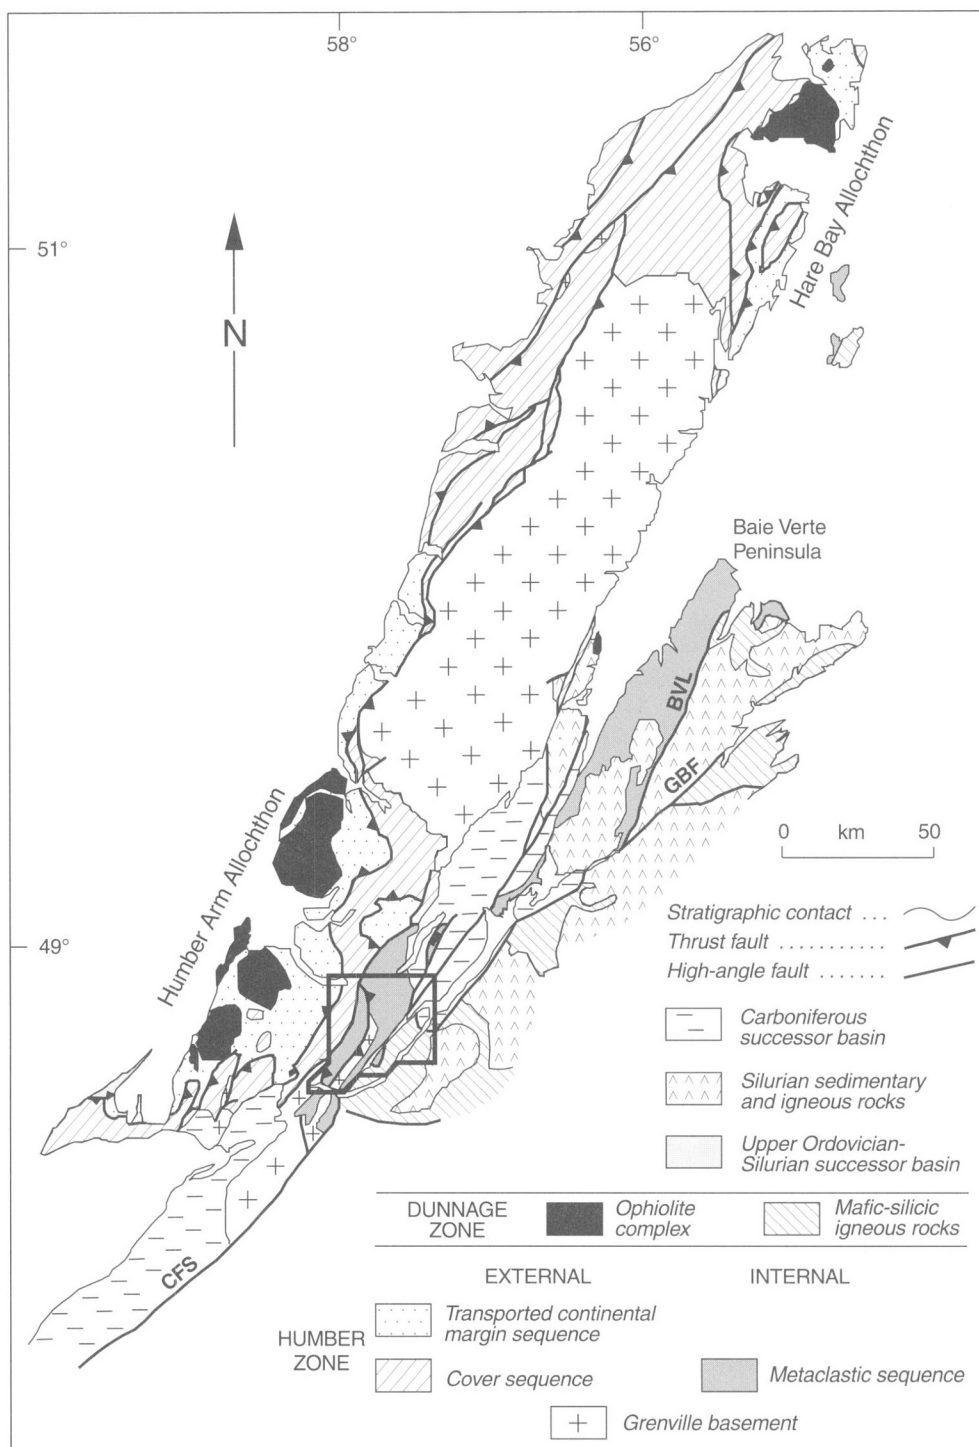 58°
56°
51°
N
Hare Bay Allochthon
Baie Verte
Peninsula
BVL
GBF
0 km 50
Humber Arm Allochthon
49°
Stratigraphic contact ...
Thrust fault ...........
High-angle fault .......
Carboniferous
successor basin
Silurian sedimentary
and igneous rocks
Upper Ordovician-
Silurian successor basin
DUNNAGE
ZONE
Ophiolite
complex
Mafic-silicic
igneous rocks
CFS
EXTERNAL
INTERNAL
HUMBER
ZONE
Transported continental
margin sequence
Cover sequence
Metaclastic sequence
Grenville basement